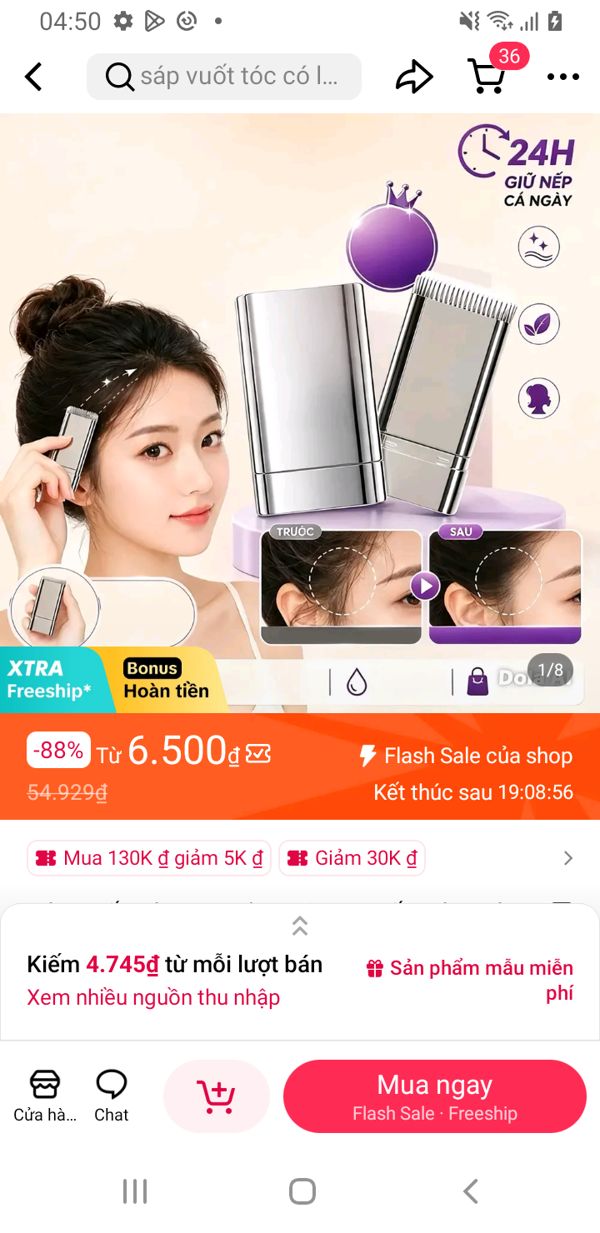 04:50
36
sáp vuốt tóc có l...
24H
GIỮ NẾP
CẢ NGÀY
TRƯỚC
SAU
XTRA
Freeship*
Bonus
Hoàn tiền
1/8
-88% Từ 6.500₫
Flash Sale của shop
54.929₫
Kết thúc sau 19:08:56
Mua 130K ₫ giảm 5K ₫
Giảm 30K ₫
Kiếm 4.745₫ từ mỗi lượt bán
Sản phẩm mẫu miễn
phí
Xem nhiều nguồn thu nhập
Cửa hà...
Chat
Mua ngay
Flash Sale · Freeship